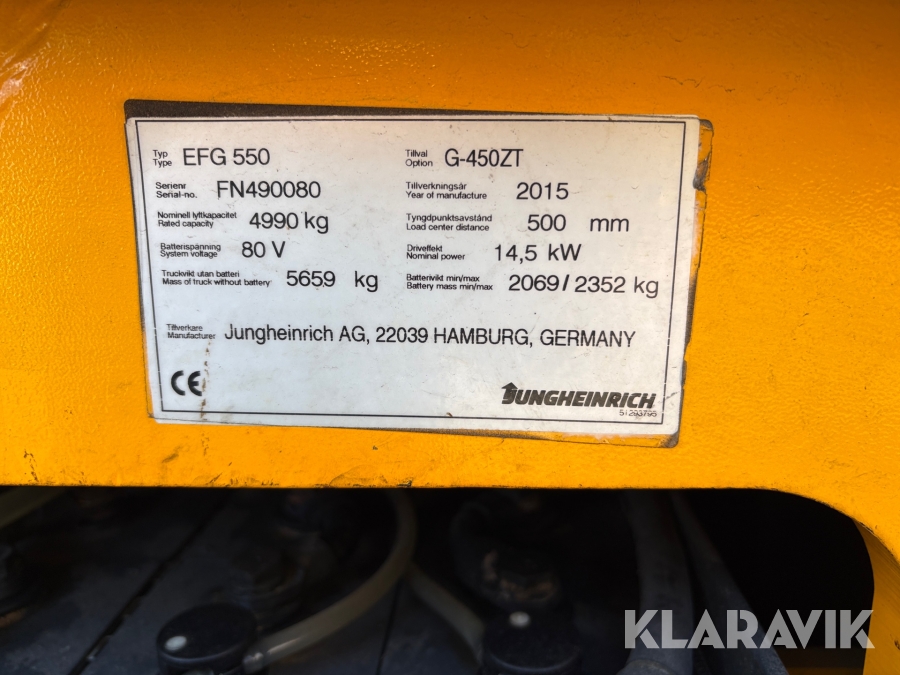 Typ
Type EFG 550
Tillval
Option G-450ZT
Serienr
Serial-no. FN490080
Tillverkningsår
Year of manufacture 2015
Nominell lyftkapacitet
Rated capacity 4990 kg
Tyngdpunktsavstånd
Load center distance 500 mm
Batterispänning
System voltage 80 V
Driveffekt
Nominal power 14,5 kW
Truckvikt utan batteri
Mass of truck without battery 5659 kg
Batterivikt min/max
Battery mass min/max 2069/2352 kg
Tillverkare
Manufacturer Jungheinrich AG, 22039 HAMBURG, GERMANY
CE
JUNGHEINRICH
51293795
KLARAVIK